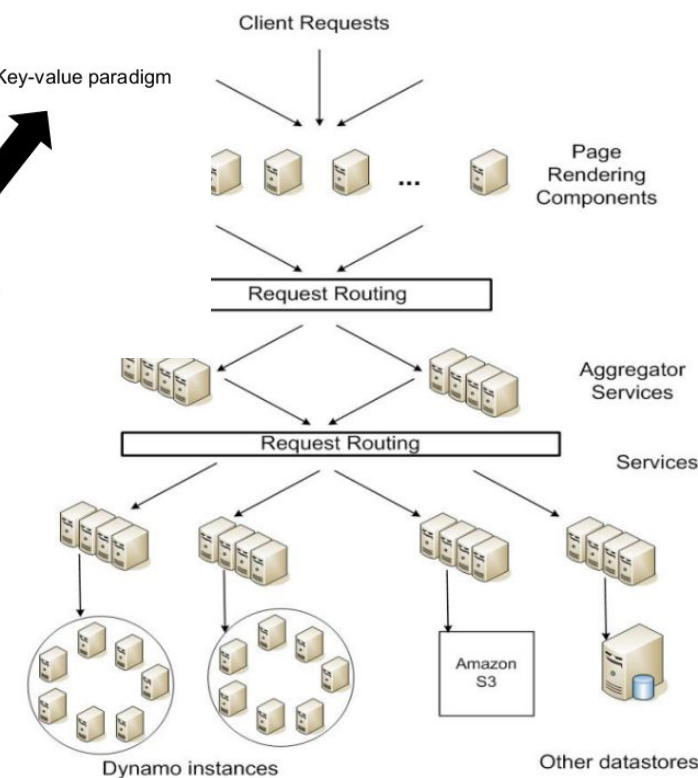 Client Requests
Key-value paradigm
Page
Rendering
Components
...
Request Routing
Aggregator
Services
Request Routing
Services
Amazon
S3
Dynamo instances
Other datastores